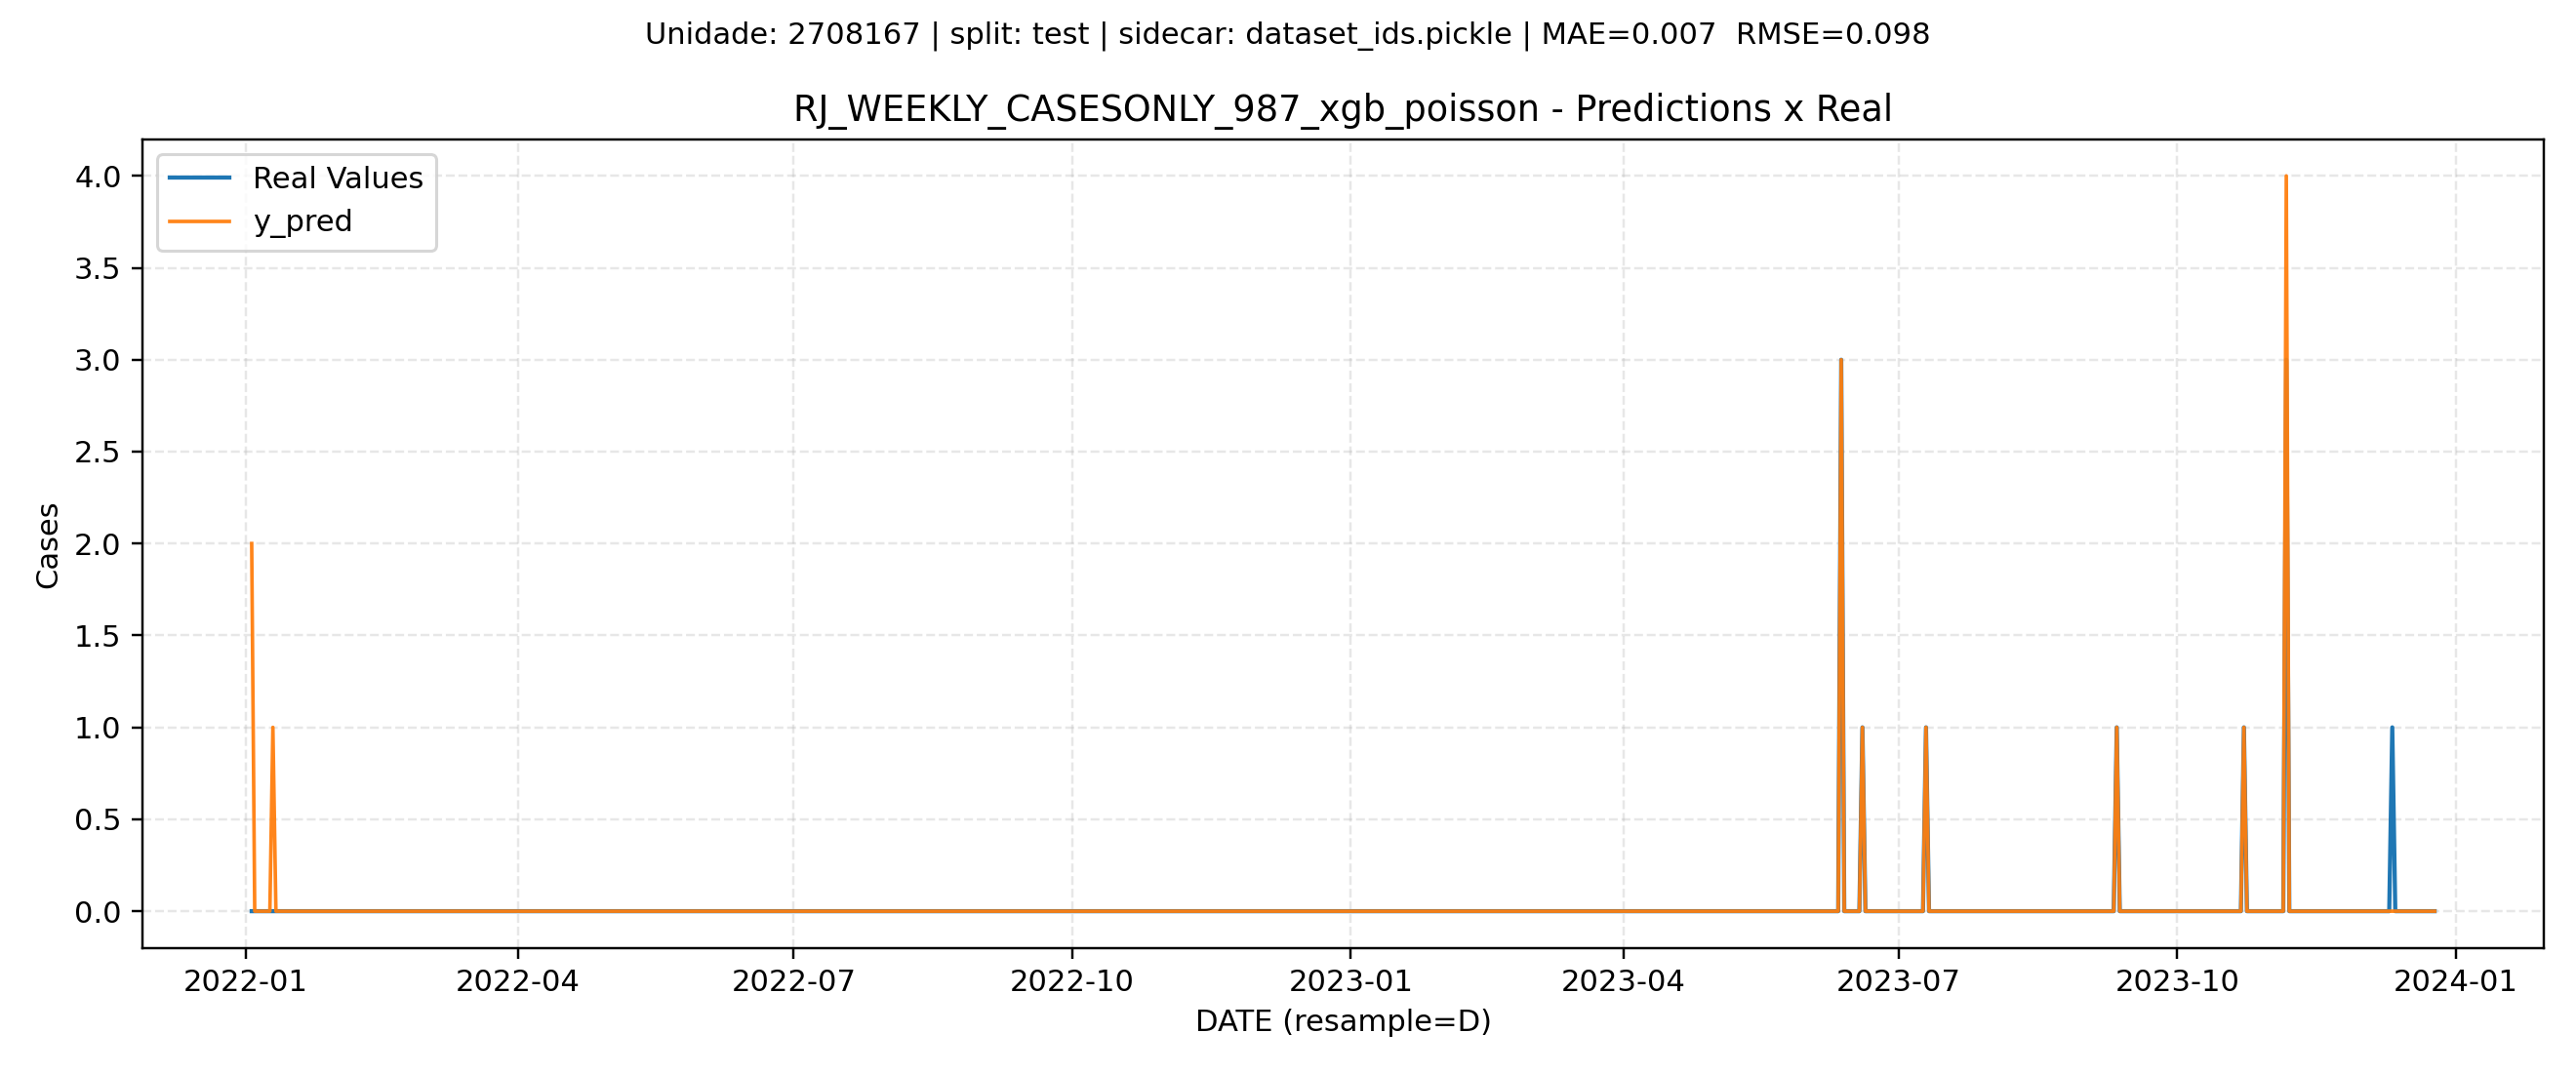 Unidade: 2708167 | split: test | sidecar: dataset_ids.pickle | MAE=0.007  RMSE=0.098
RJ_WEEKLY_CASESONLY_987_xgb_poisson - Predictions x Real
Real Values
y_pred
4.0
3.5
3.0
2.5
2.0
1.5
1.0
0.5
0.0
Cases
2022-01 2022-04 2022-07 2022-10 2023-01 2023-04 2023-07 2023-10 2024-01
DATE (resample=D)